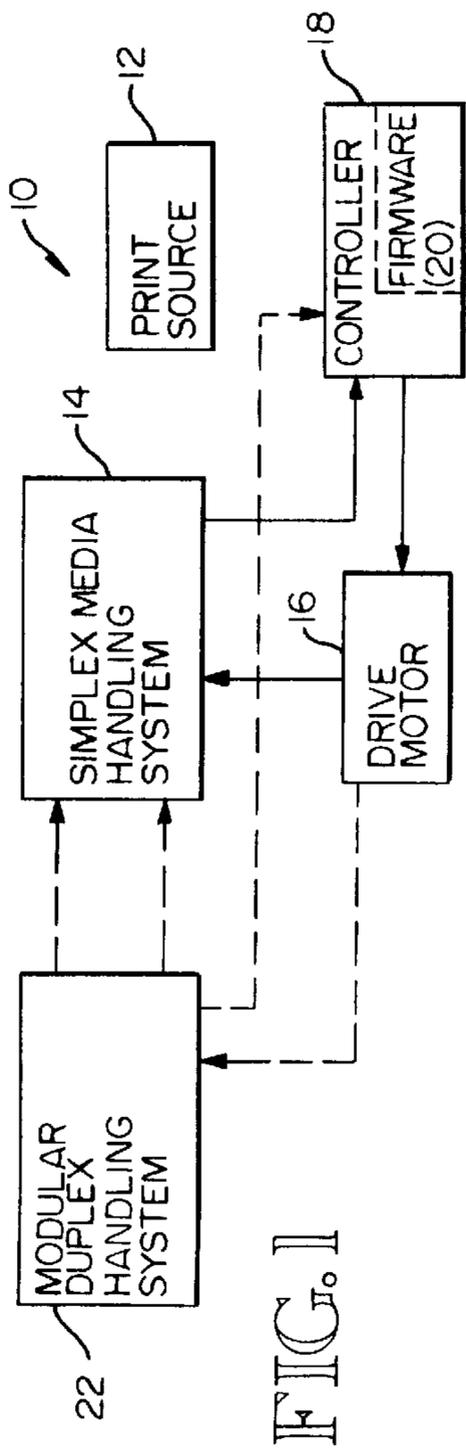 10
12
PRINT
SOURCE
14
SIMPLEX MEDIA
HANDLING
SYSTEM
18
CONTROLLER
FIRMWARE
(20)
16
DRIVE
MOTOR
22
MODULAR
DUPLEX
HANDLING
SYSTEM
FIG. 1